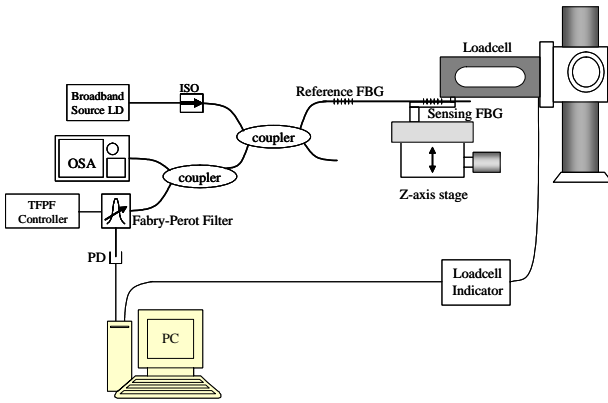 Loadcell
ISO
Broadband
Source LD
Reference FBG
Sensing FBG
coupler
OSA
coupler
Z-axis stage
TFPF
Controller
Fabry-Perot Filter
PD
Loadcell
Indicator
PC